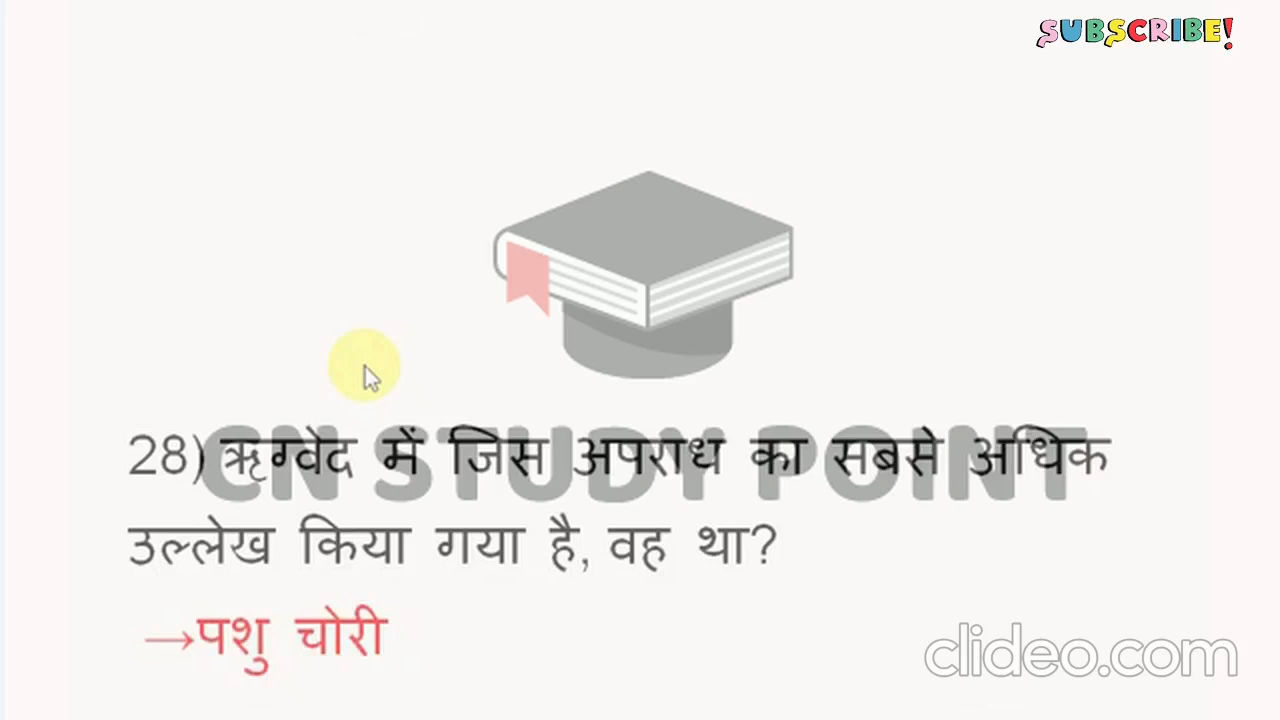 SUBSCRIBE!
CN STUDY POINT
28) ऋग्वेद में जिस अपराध का सबसे अधिक
उल्लेख किया गया है, वह था?
→पशु चोरी
clideo.com